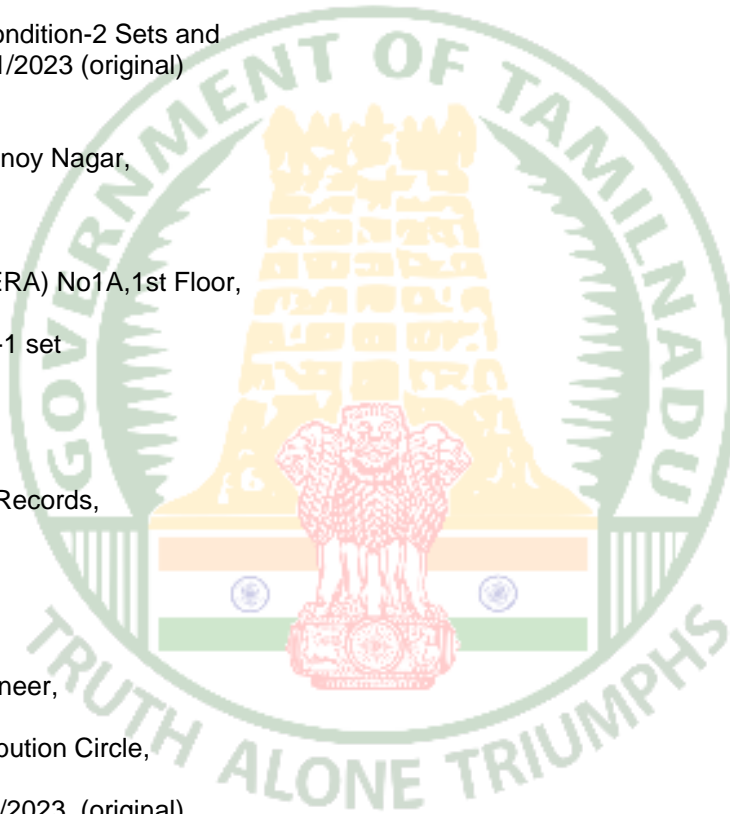 ondition-2 Sets and
1/2023 (original)
noy Nagar,
ERA) No1A,1st Floor,
-1 set
Records,
neer,
bution Circle,
/2023 (original)
GOVERNMENT OF TAMILNADU
TRUTH ALONE TRIUMPHS